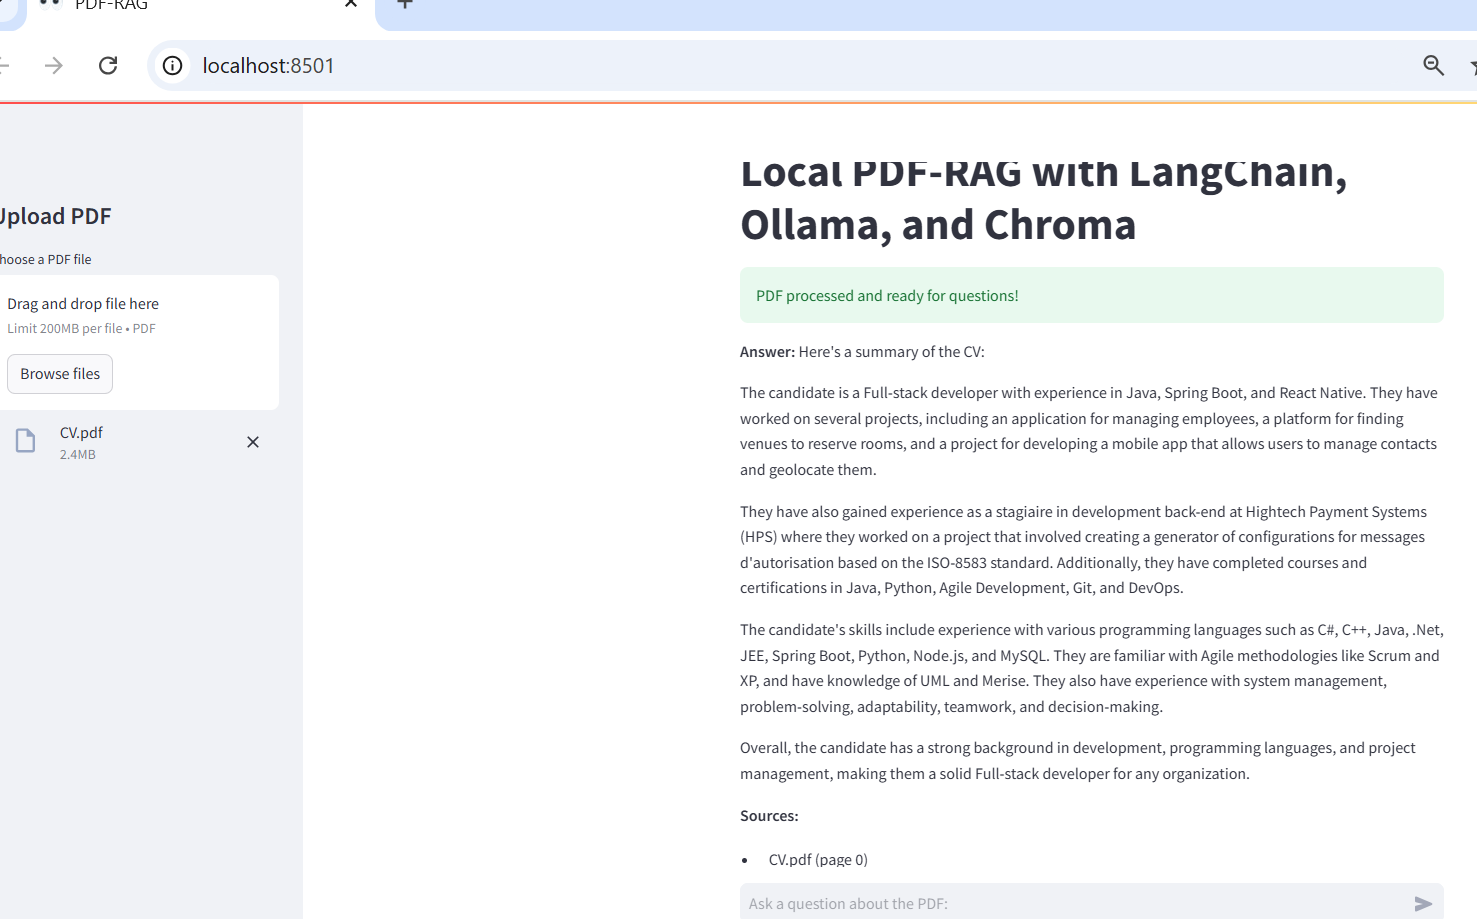 PDF-RAG
localhost:8501
Upload PDF
hoose a PDF file
Drag and drop file here
Limit 200MB per file • PDF
Browse files
CV.pdf
2.4MB
Local PDF-RAG with LangChain,
Ollama, and Chroma
PDF processed and ready for questions!
Answer: Here's a summary of the CV:
The candidate is a Full-stack developer with experience in Java, Spring Boot, and React Native. They have
worked on several projects, including an application for managing employees, a platform for finding
venues to reserve rooms, and a project for developing a mobile app that allows users to manage contacts
and geolocate them.
They have also gained experience as a stagiaire in development back-end at Hightech Payment Systems
(HPS) where they worked on a project that involved creating a generator of configurations for messages
d'autorisation based on the ISO-8583 standard. Additionally, they have completed courses and
certifications in Java, Python, Agile Development, Git, and DevOps.
The candidate's skills include experience with various programming languages such as C#, C++, Java, .Net,
JEE, Spring Boot, Python, Node.js, and MySQL. They are familiar with Agile methodologies like Scrum and
XP, and have knowledge of UML and Merise. They also have experience with system management,
problem-solving, adaptability, teamwork, and decision-making.
Overall, the candidate has a strong background in development, programming languages, and project
management, making them a solid Full-stack developer for any organization.
Sources:
• CV.pdf (page 0)
Ask a question about the PDF: